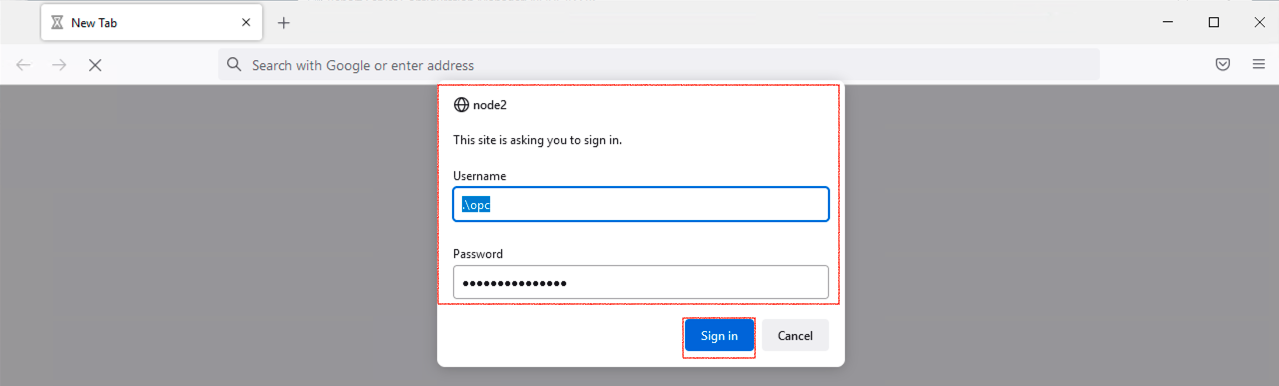 New Tab
Search with Google or enter address
node2
This site is asking you to sign in.
Username
.\opc
Password
●●●●●●●●●●●●●●●
Sign in
Cancel